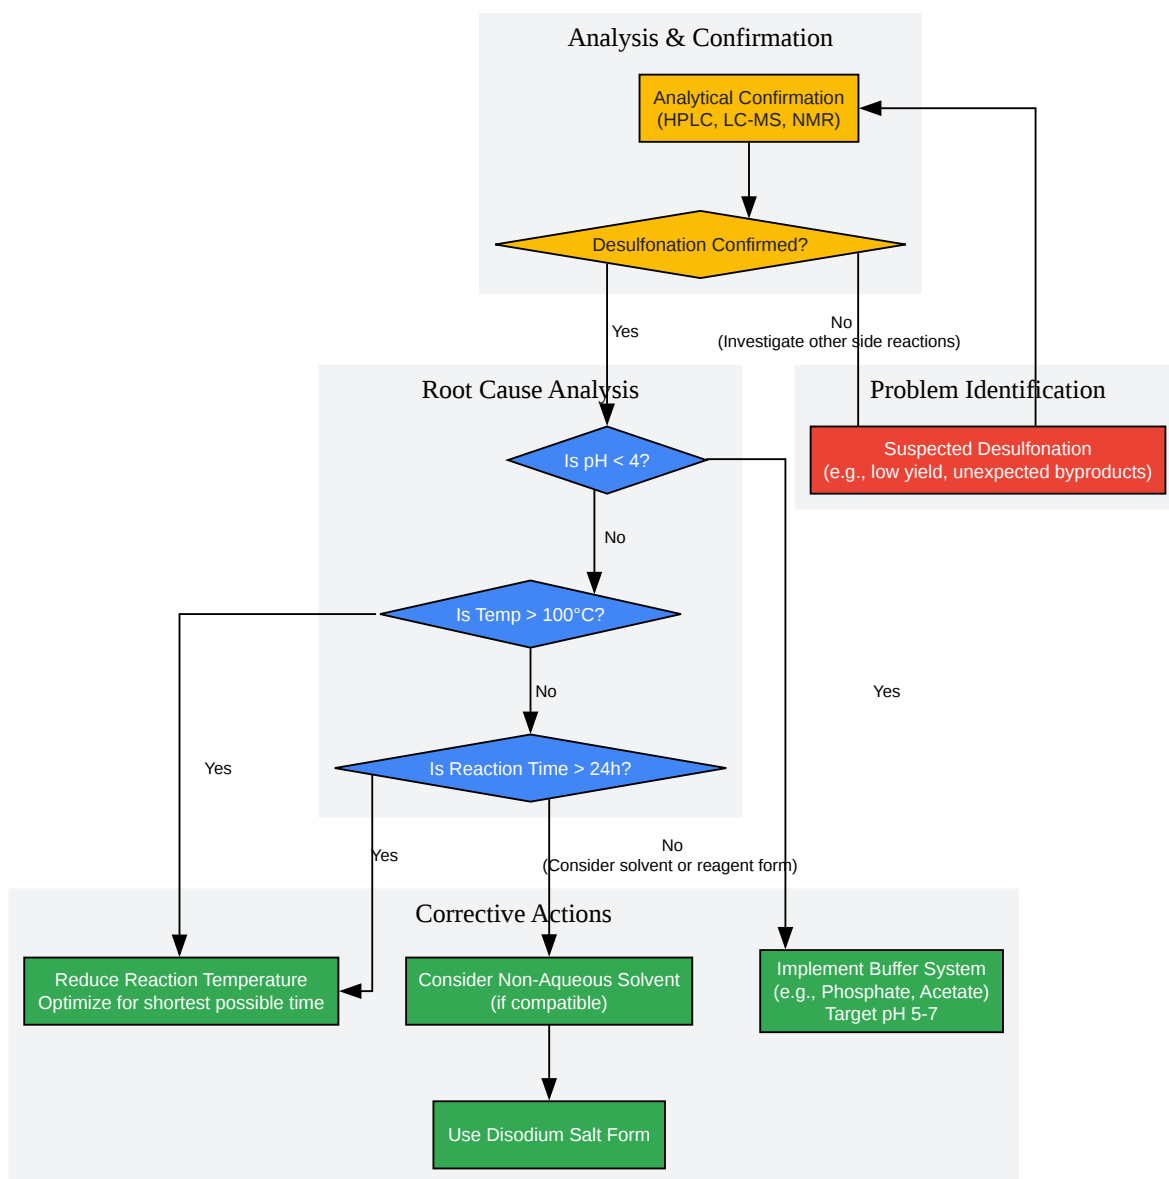 Analysis & Confirmation
Analytical Confirmation
(HPLC, LC-MS, NMR)
Desulfonation Confirmed?
Yes
No
(Investigate other side reactions)
Root Cause Analysis
Problem Identification
Suspected Desulfonation
(e.g., low yield, unexpected byproducts)
Is pH < 4?
No
Is Temp > 100°C?
No
Yes
Is Reaction Time > 24h?
Yes
Yes
No
(Consider solvent or reagent form)
Corrective Actions
Reduce Reaction Temperature
Optimize for shortest possible time
Consider Non-Aqueous Solvent
(if compatible)
Implement Buffer System
(e.g., Phosphate, Acetate)
Target pH 5-7
Use Disodium Salt Form